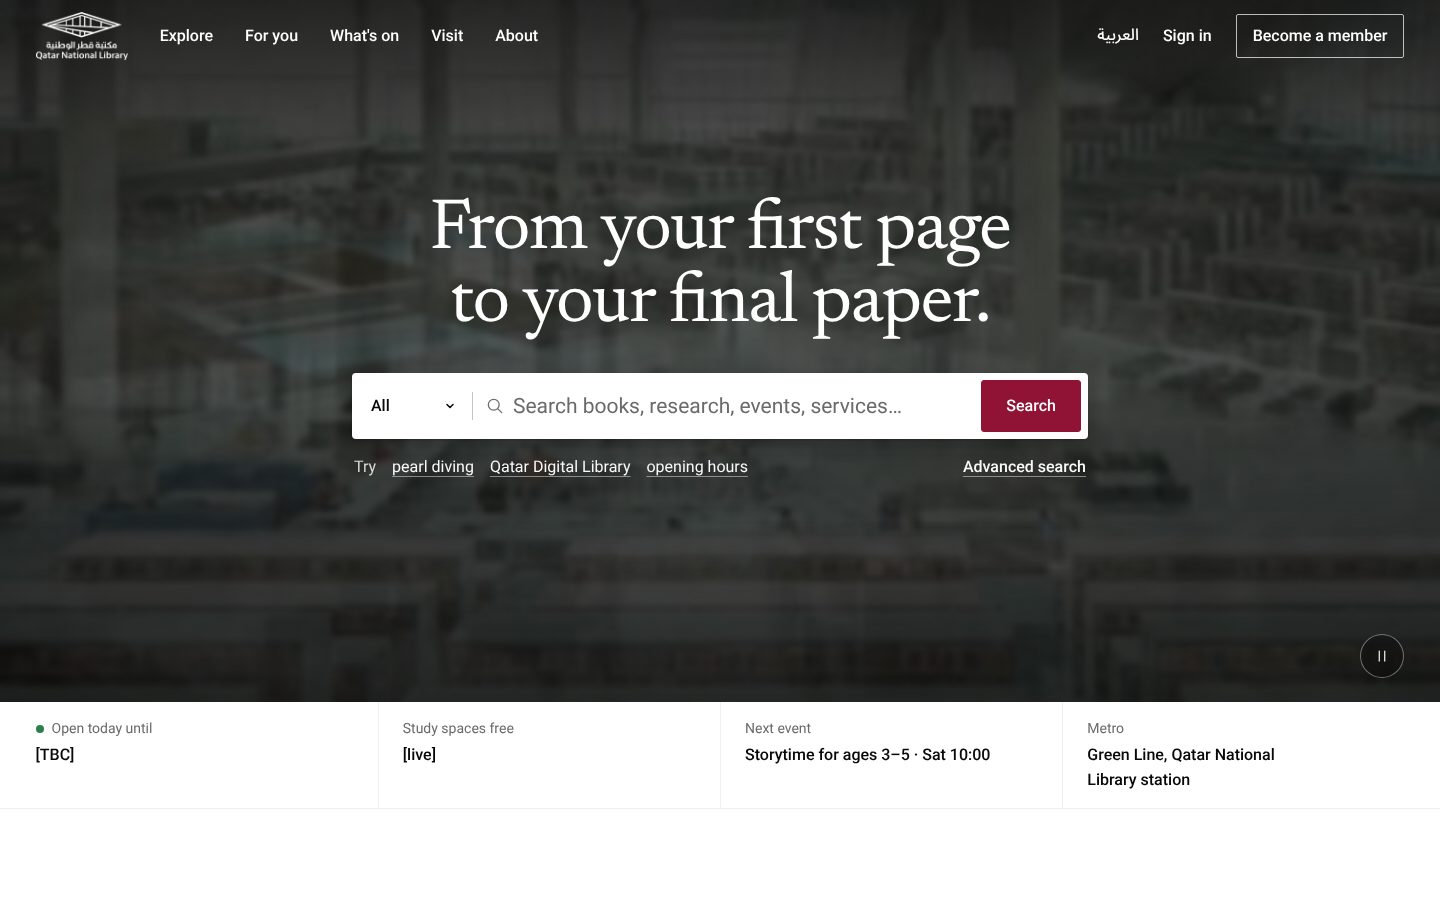 مكتبة قطر الوطنية
Qatar National Library
Explore
For you
What's on
Visit
About
العربية
Sign in
Become a member
From your first page
to your final paper.
All
Search books, research, events, services...
Search
Try
pearl diving
Qatar Digital Library
opening hours
Advanced search
Open today until
[TBC]
Study spaces free
[live]
Next event
Storytime for ages 3–5 · Sat 10:00
Metro
Green Line, Qatar National
Library station